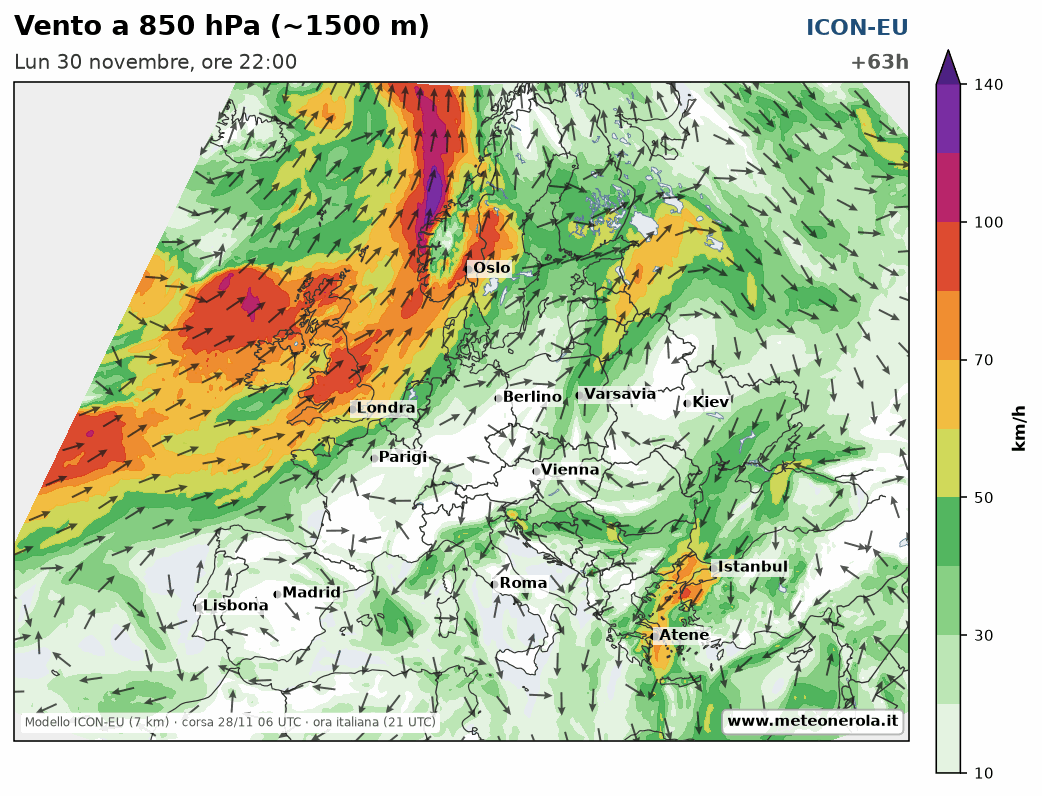 Vento a 850 hPa (~1500 m)
ICON-EU
Lun 30 novembre, ore 22:00
+63h
140
100
Oslo
70
Berlino
Varsavia
Kiev
Londra
km/h
Parigi
Vienna
50
Istanbul
Roma
Madrid
Lisbona
Atene
30
Modello ICON-EU (7 km) · corsa 28/11 06 UTC · ora italiana (21 UTC)
www.meteonerola.it
10